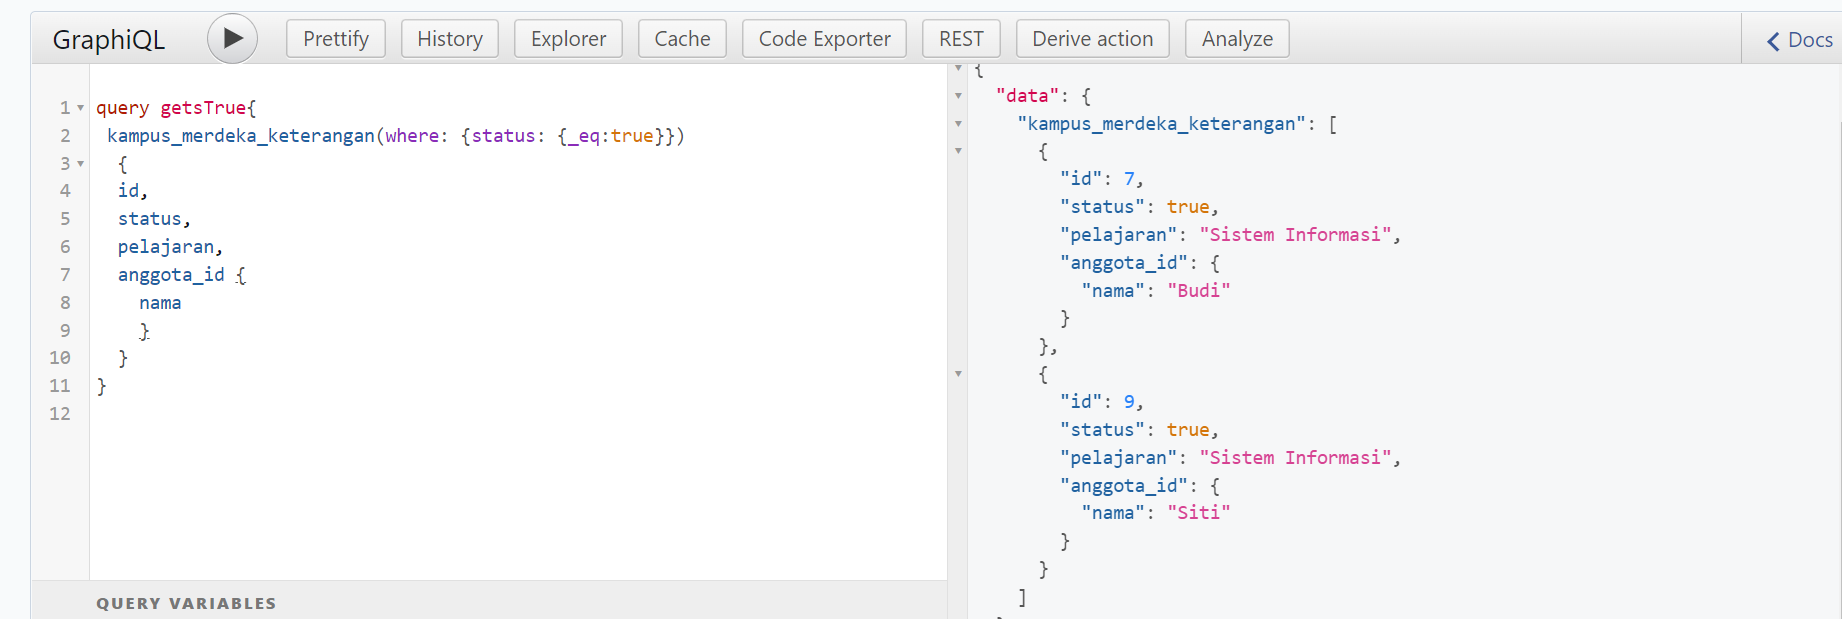 GraphiQL Prettify History Explorer Cache Code Exporter REST Derive action Analyze Docs
1 query getsTrue{
2 kampus_merdeka_keterangan(where: {status: {_eq:true}})
3 {
4 id,
5 status,
6 pelajaran,
7 anggota_id {
8 nama
9 }
10 }
11 }
12
QUERY VARIABLES
{
"data": {
"kampus_merdeka_keterangan": [
{
"id": 7,
"status": true,
"pelajaran": "Sistem Informasi",
"anggota_id": {
"nama": "Budi"
}
},
{
"id": 9,
"status": true,
"pelajaran": "Sistem Informasi",
"anggota_id": {
"nama": "Siti"
}
}
]